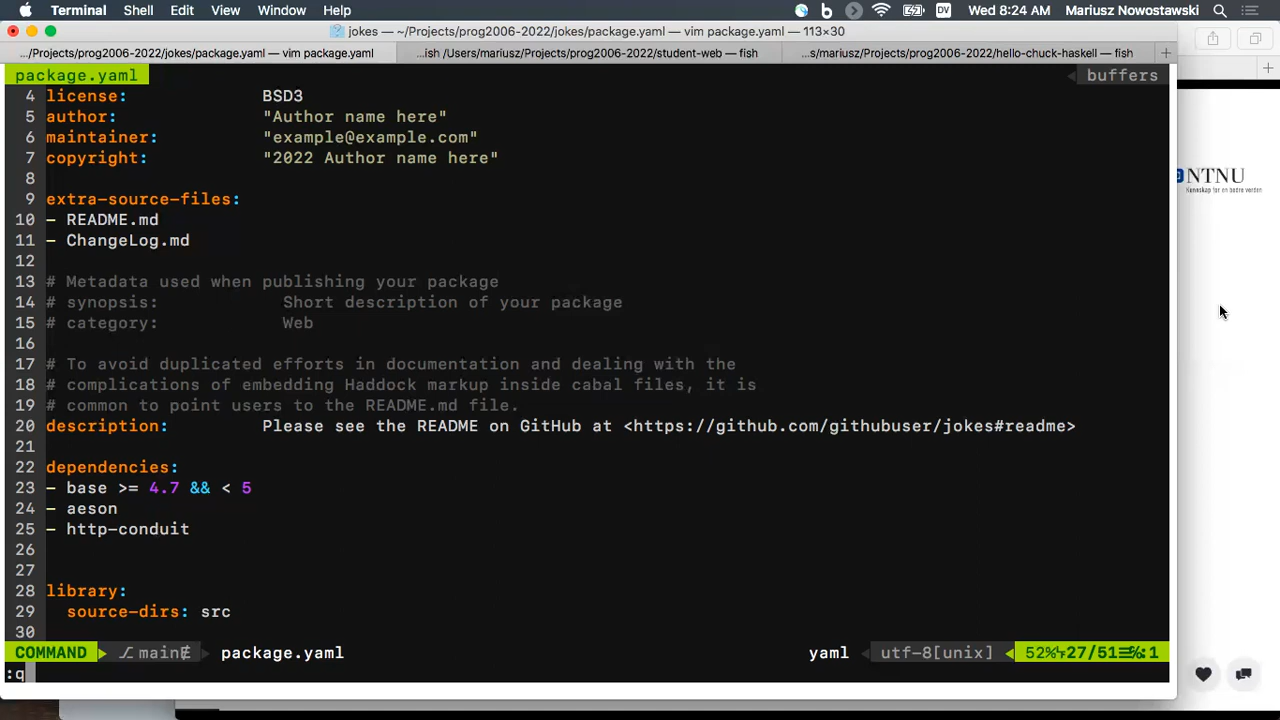 Terminal Shell Edit View Window Help DV Wed 8:24 AM Mariusz Nowostawski
jokes — ~/Projects/prog2006-2022/jokes/package.yaml — vim package.yaml — 113×30
.../Projects/prog2006-2022/jokes/package.yaml — vim package.yaml ...ish /Users/mariusz/Projects/prog2006-2022/student-web — fish ...s/mariusz/Projects/prog2006-2022/hello-chuck-haskell — fish +
package.yaml buffers
4 license: BSD3
5 author: "Author name here"
6 maintainer: "example@example.com"
7 copyright: "2022 Author name here"
8
9 extra-source-files:
10 - README.md
11 - ChangeLog.md
12
13 # Metadata used when publishing your package
14 # synopsis: Short description of your package
15 # category: Web
16
17 # To avoid duplicated efforts in documentation and dealing with the
18 # complications of embedding Haddock markup inside cabal files, it is
19 # common to point users to the README.md file.
20 description: Please see the README on GitHub at <https://github.com/githubuser/jokes#readme>
21
22 dependencies:
23 - base >= 4.7 && < 5
24 - aeson
25 - http-conduit
26
27
28 library:
29 source-dirs: src
30
COMMAND main package.yaml yaml utf-8[unix] 52% 27/51 :1
:q
NTNU
Kunnskap for en bedre verden